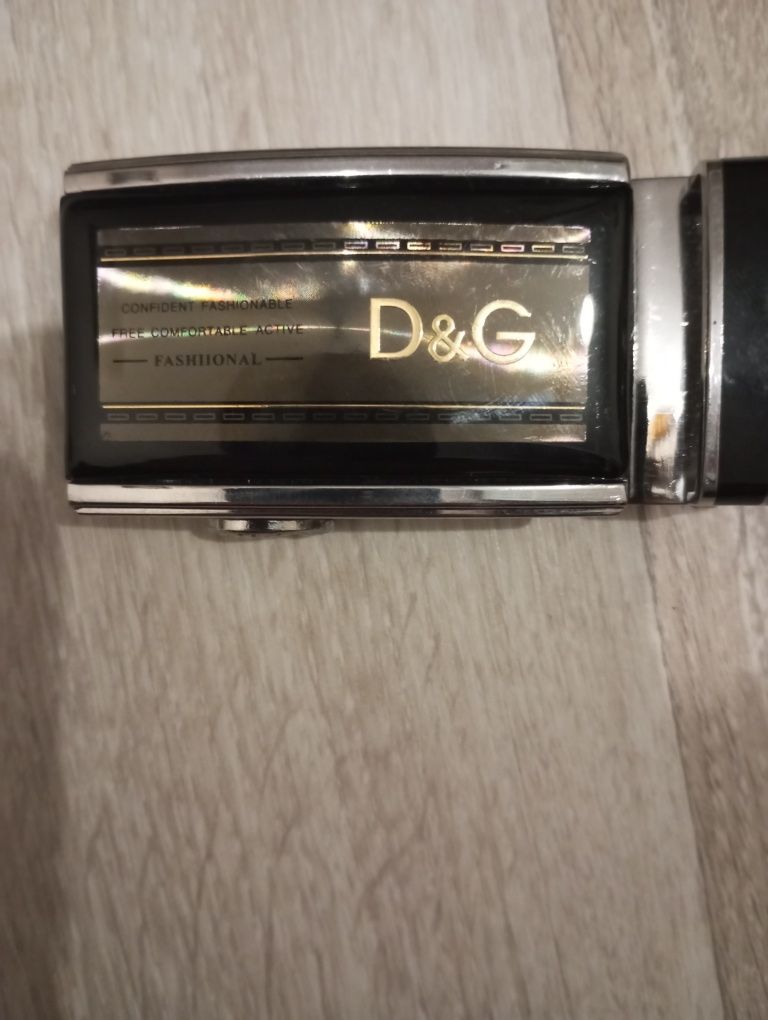 CONFIDENT FASHIONABLE
FREE COMFORTABLE ACTIVE
FASHIIONAL
D&G